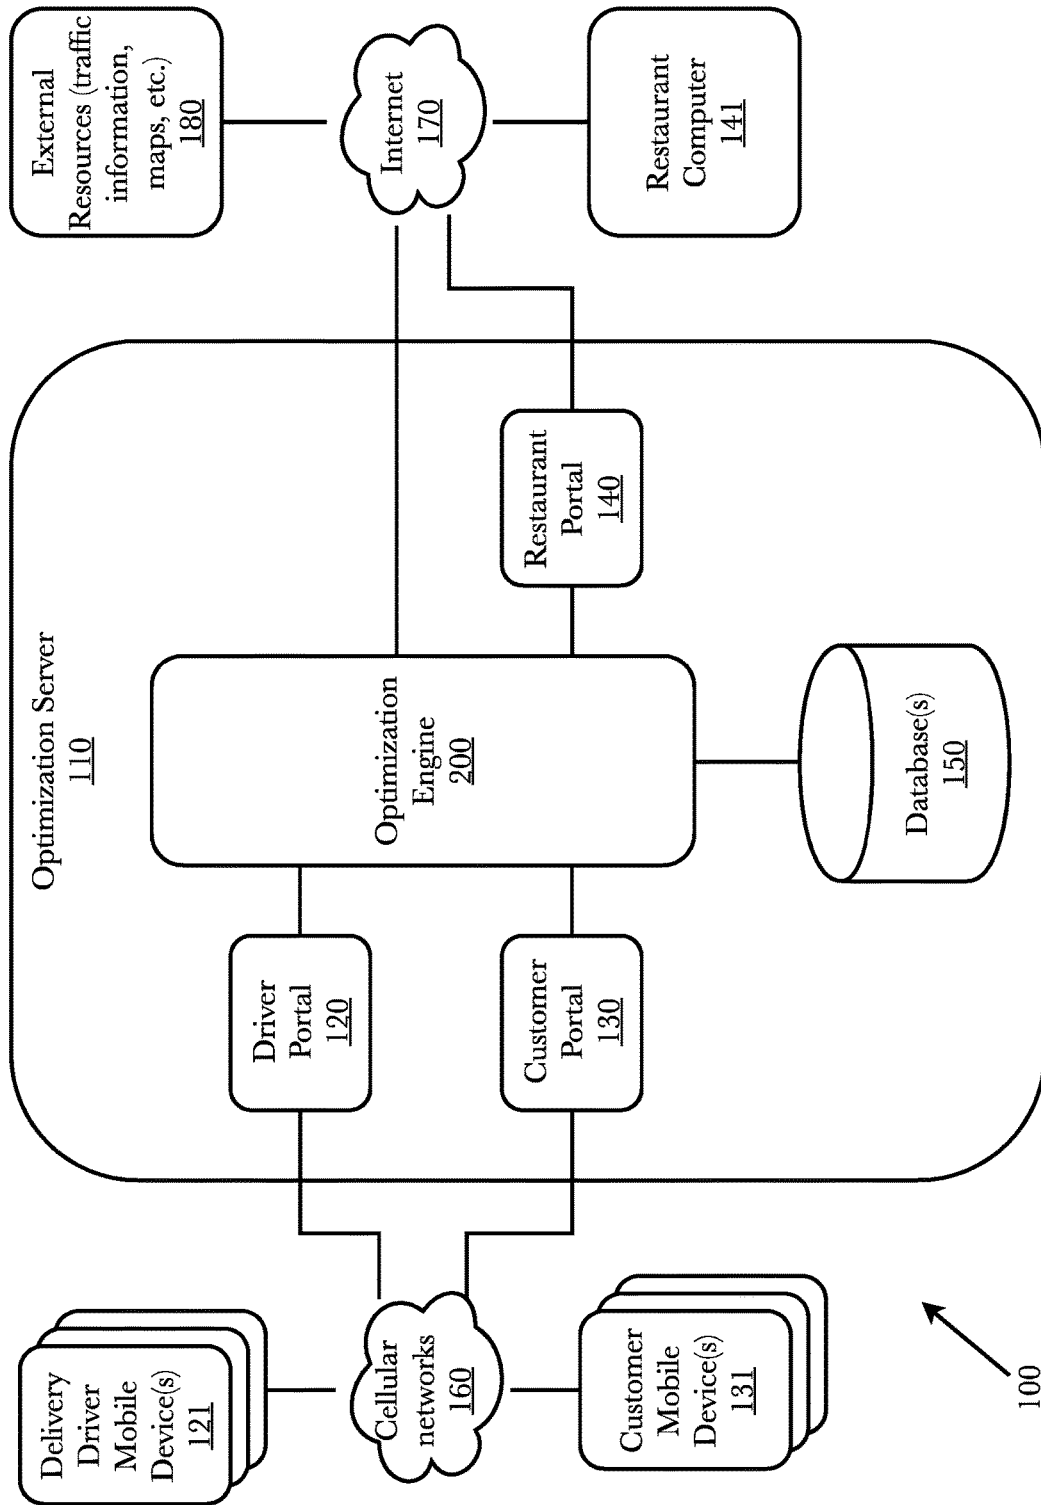 Optimization Server
110
Delivery
Driver
Mobile
Device(s)
121
Cellular
networks
160
Customer
Mobile
Device(s)
131
Driver
Portal
120
Customer
Portal
130
Optimization
Engine
200
Restaurant
Portal
140
Database(s)
150
External
Resources (traffic
information,
maps, etc.)
180
Internet
170
Restaurant
Computer
141
100